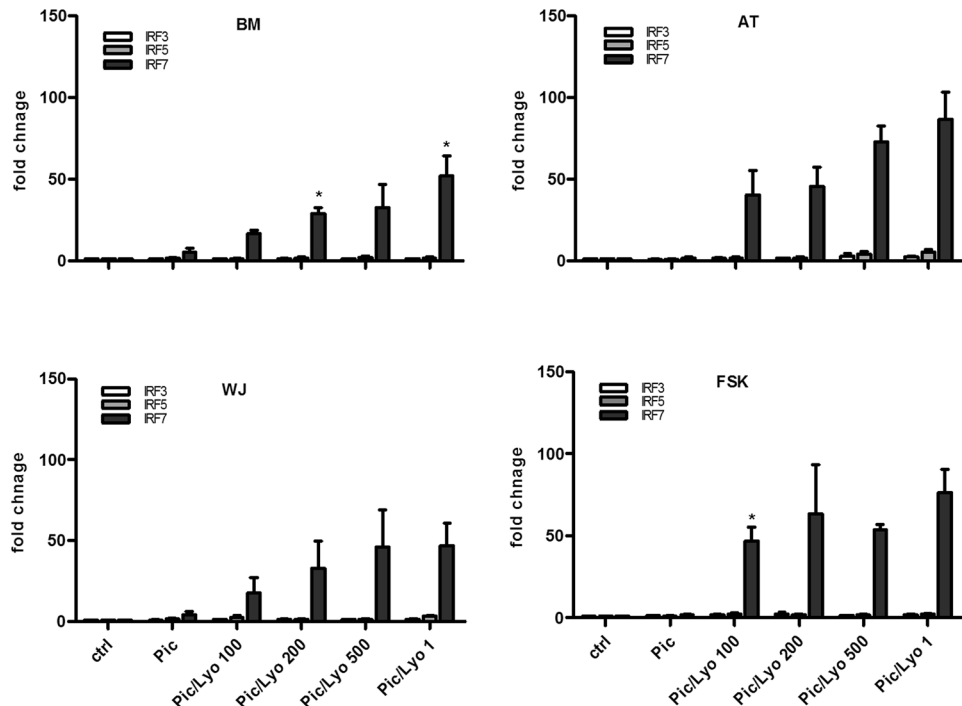 BM
IRF3
IRF5
IRF7
fold chnage
150
100
50
0
AT
IRF3
IRF5
IRF7
fold chnage
150
100
50
0
*
*
WJ
IRF3
IRF5
IRF7
fold chnage
150
100
50
0
ctrl
Pic
Pic/Lyo 100
Pic/Lyo 200
Pic/Lyo 500
Pic/Lyo 1
FSK
IRF3
IRF5
IRF7
fold chnage
150
100
50
0
*
ctrl
Pic
Pic/Lyo 100
Pic/Lyo 200
Pic/Lyo 500
Pic/Lyo 1